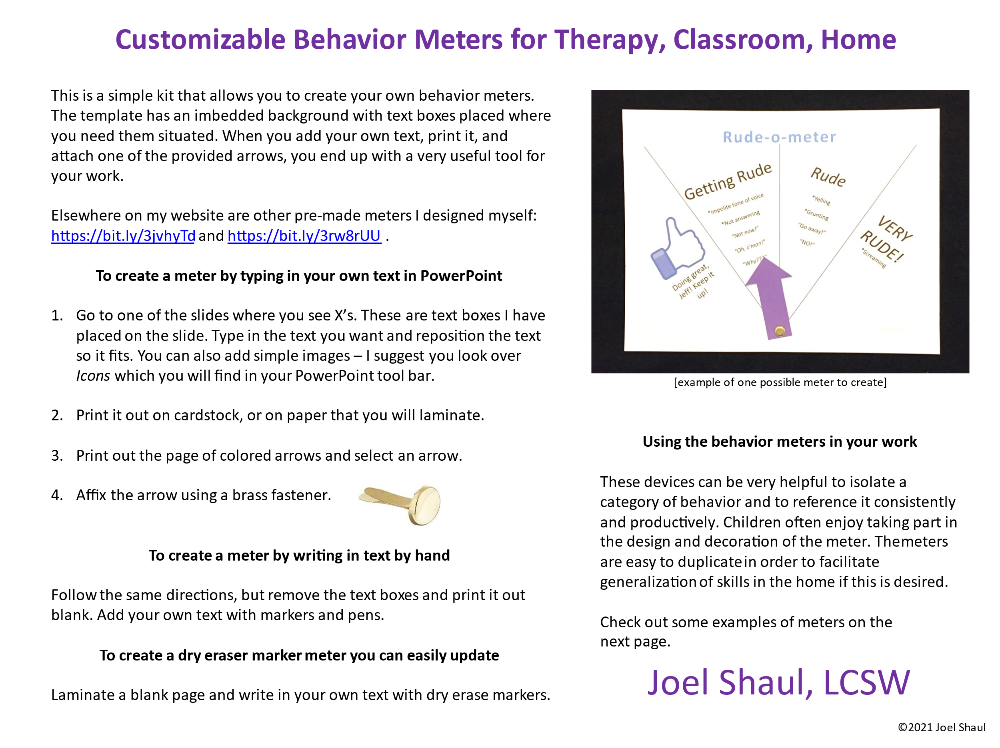 Customizable Behavior Meters for Therapy, Classroom, Home
This is a simple kit that allows you to create your own behavior meters.
The template has an imbedded background with text boxes placed where
you need them situated. When you add your own text, print it, and
attach one of the provided arrows, you end up with a very useful tool for
your work.
Elsewhere on my website are other pre-made meters I designed myself:
https://bit.ly/3jvhyTd and https://bit.ly/3rw8rUU .
To create a meter by typing in your own text in PowerPoint
1. Go to one of the slides where you see X’s. These are text boxes I have
placed on the slide. Type in the text you want and reposition the text
so it fits. You can also add simple images – I suggest you look over
Icons which you will find in your PowerPoint tool bar.
2. Print it out on cardstock, or on paper that you will laminate.
3. Print out the page of colored arrows and select an arrow.
4. Affix the arrow using a brass fastener.
To create a meter by writing in text by hand
Follow the same directions, but remove the text boxes and print it out
blank. Add your own text with markers and pens.
To create a dry eraser marker meter you can easily update
Laminate a blank page and write in your own text with dry erase markers.
Rude-o-meter
Doing great,
Jeff! Keep it
up!
Getting Rude
*Impolite tone of voice
*Not answering
“Not now!”
“Oh, c’mon!”
“Why???”
Rude
*Yelling
*Grunting
“Go away!”
“NO!”
VERY
RUDE!
*Screaming
[example of one possible meter to create]
Using the behavior meters in your work
These devices can be very helpful to isolate a
category of behavior and to reference it consistently
and productively. Children often enjoy taking part in
the design and decoration of the meter. Themeters
are easy to duplicate in order to facilitate
generalization of skills in the home if this is desired.
Check out some examples of meters on the
next page.
Joel Shaul, LCSW
©2021 Joel Shaul